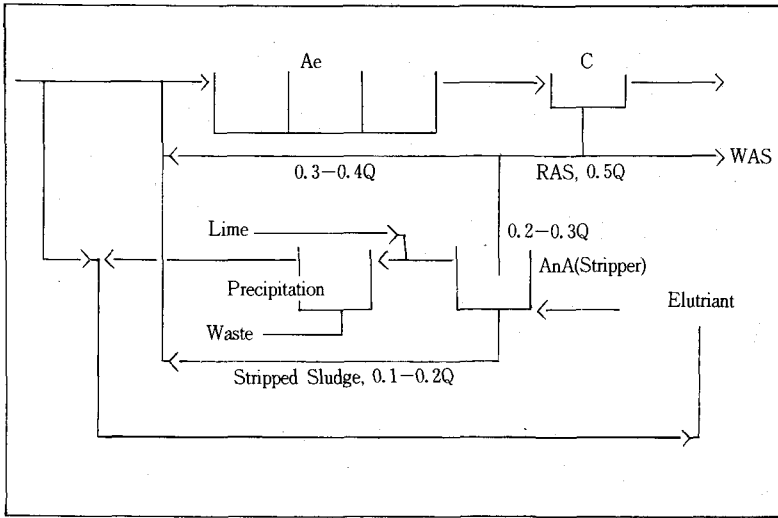 Ae
C
0.3-0.4Q
RAS, 0.5Q
WAS
Lime
0.2-0.3Q
AnA(Stripper)
Precipitation
Elutriant
Waste
Stripped Sludge, 0.1-0.2Q